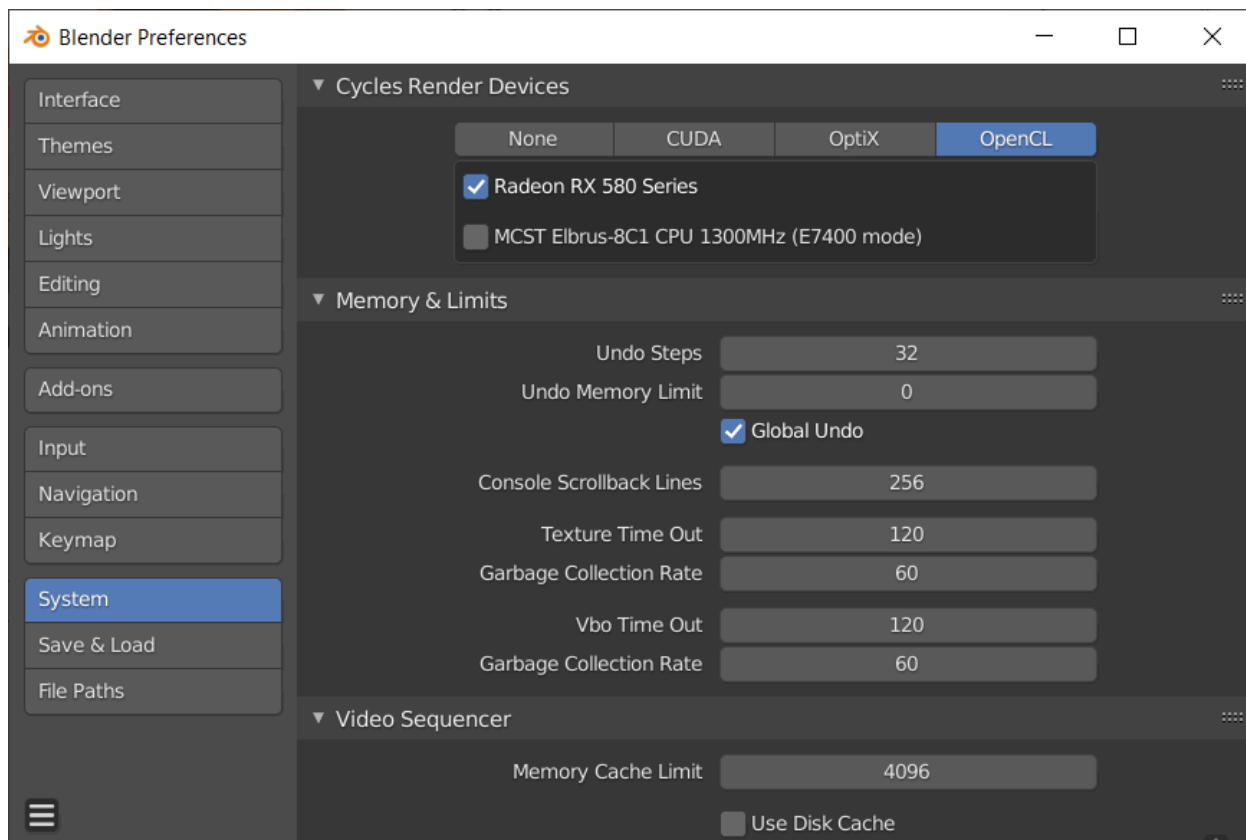 Blender Preferences
Interface
Themes
Viewport
Lights
Editing
Animation
Add-ons
Input
Navigation
Keymap
System
Save & Load
File Paths
Cycles Render Devices
None CUDA OptiX OpenCL
Radeon RX 580 Series
MCST Elbrus-8C1 CPU 1300MHz (E7400 mode)
Memory & Limits
Undo Steps 32
Undo Memory Limit 0
Global Undo
Console Scrollback Lines 256
Texture Time Out 120
Garbage Collection Rate 60
Vbo Time Out 120
Garbage Collection Rate 60
Video Sequencer
Memory Cache Limit 4096
Use Disk Cache